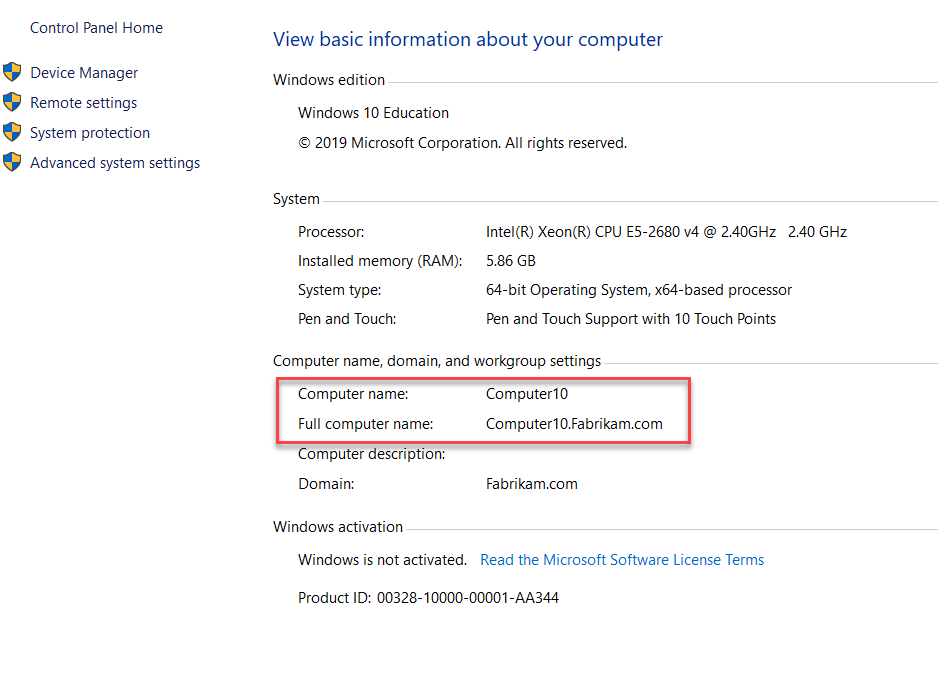 Control Panel Home
Device Manager
Remote settings
System protection
Advanced system settings
View basic information about your computer
Windows edition
Windows 10 Education
© 2019 Microsoft Corporation. All rights reserved.
System
Processor: Intel(R) Xeon(R) CPU E5-2680 v4 @ 2.40GHz 2.40 GHz
Installed memory (RAM): 5.86 GB
System type: 64-bit Operating System, x64-based processor
Pen and Touch: Pen and Touch Support with 10 Touch Points
Computer name, domain, and workgroup settings
Computer name: Computer10
Full computer name: Computer10.Fabrikam.com
Computer description:
Domain: Fabrikam.com
Windows activation
Windows is not activated. Read the Microsoft Software License Terms
Product ID: 00328-10000-00001-AA344